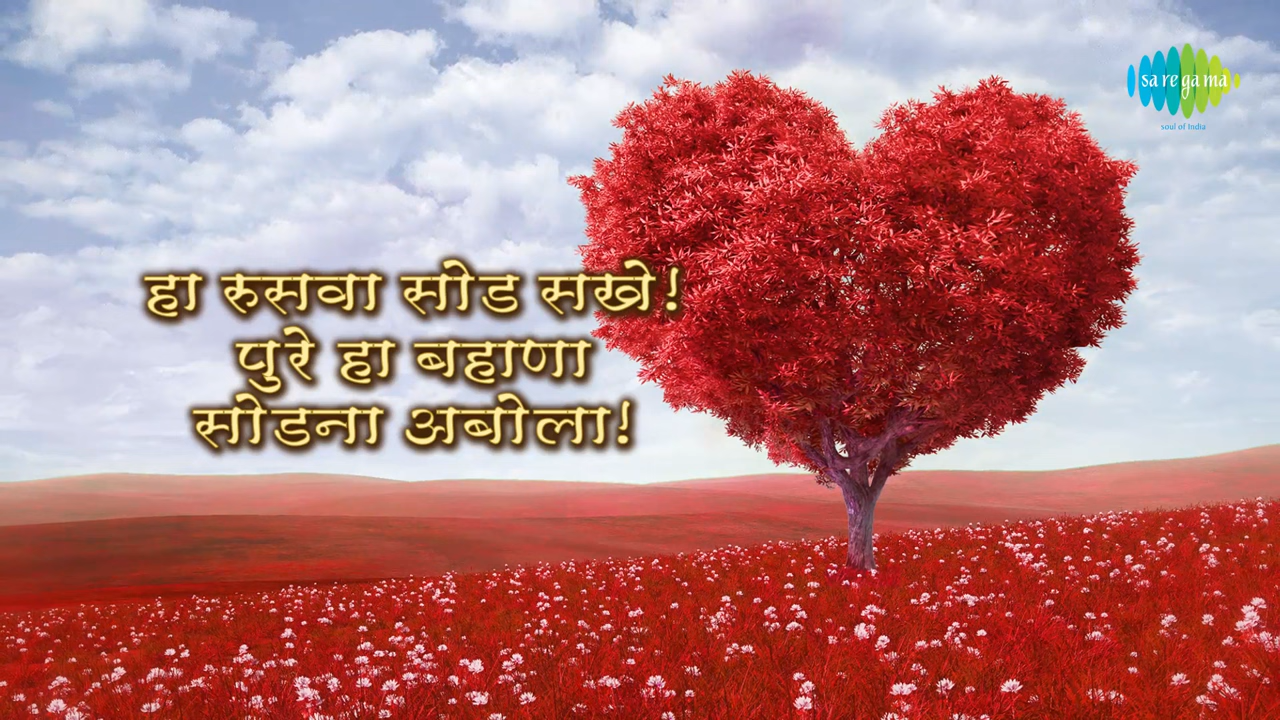 हा रुसवा सोड सखे!
पुरे हा बहाणा
सोडना अबोला!
sa re ga ma
soul of India